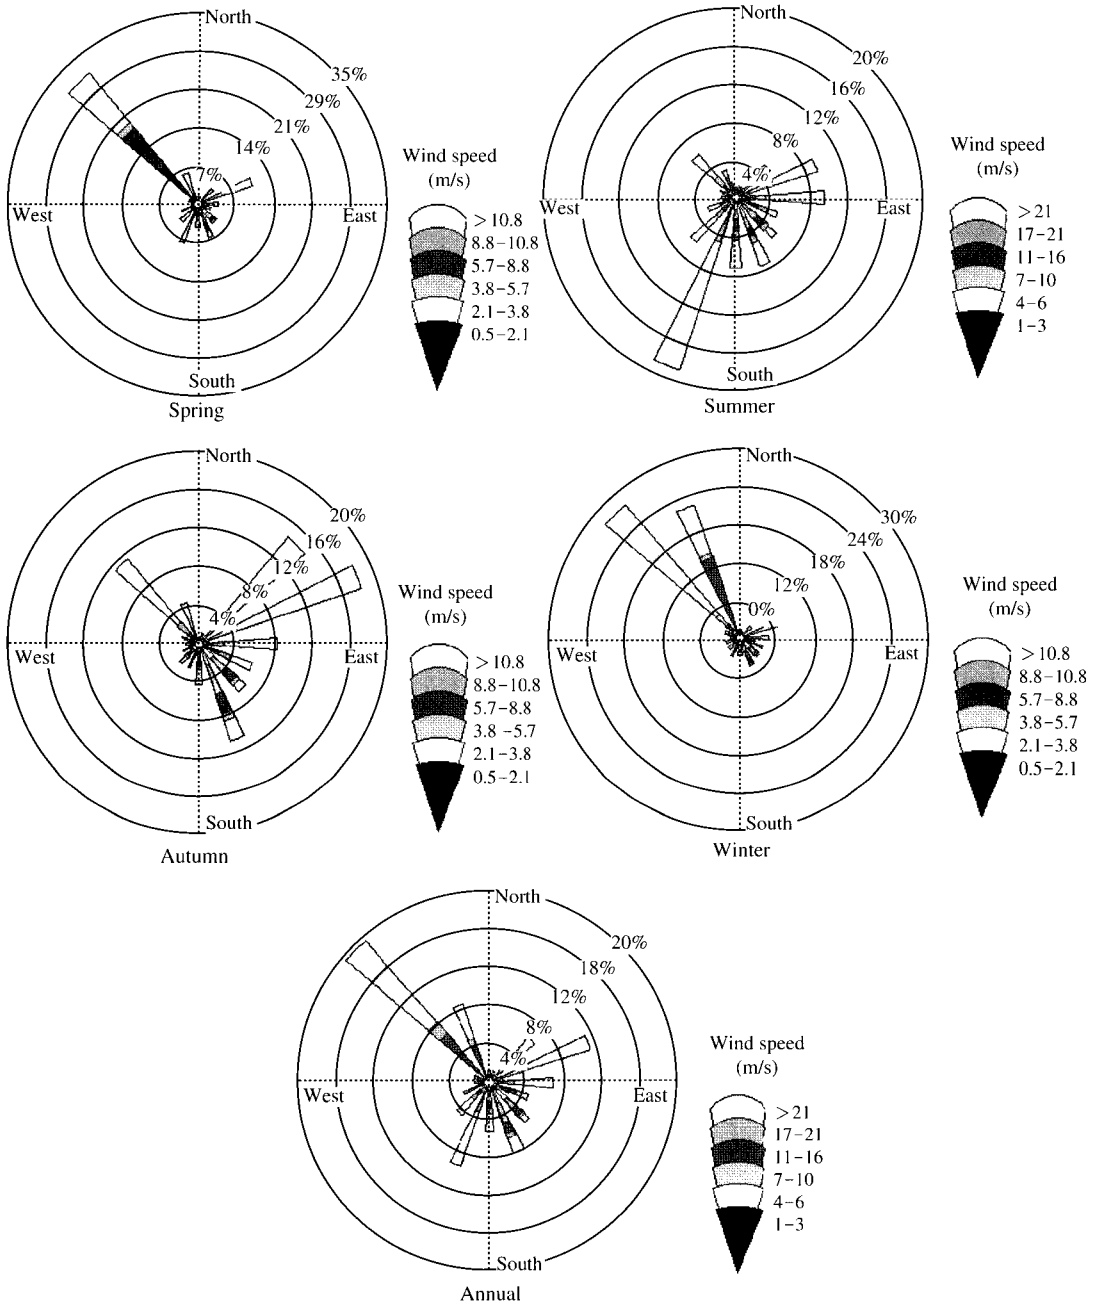 North
35%
29%
21%
14%
7%
West
East
South
Spring
Wind speed
(m/s)
>10.8
8.8-10.8
5.7-8.8
3.8-5.7
2.1-3.8
0.5-2.1
North
20%
16%
12%
8%
4%
West
East
South
Summer
Wind speed
(m/s)
>21
17-21
11-16
7-10
4-6
1-3
North
20%
16%
12%
8%
4%
West
East
South
Autumn
Wind speed
(m/s)
>10.8
8.8-10.8
5.7-8.8
3.8-5.7
2.1-3.8
0.5-2.1
North
30%
24%
18%
12%
0%
West
East
South
Winter
Wind speed
(m/s)
>10.8
8.8-10.8
5.7-8.8
3.8-5.7
2.1-3.8
0.5-2.1
North
20%
18%
12%
8%
4%
West
East
South
Annual
Wind speed
(m/s)
>21
17-21
11-16
7-10
4-6
1-3